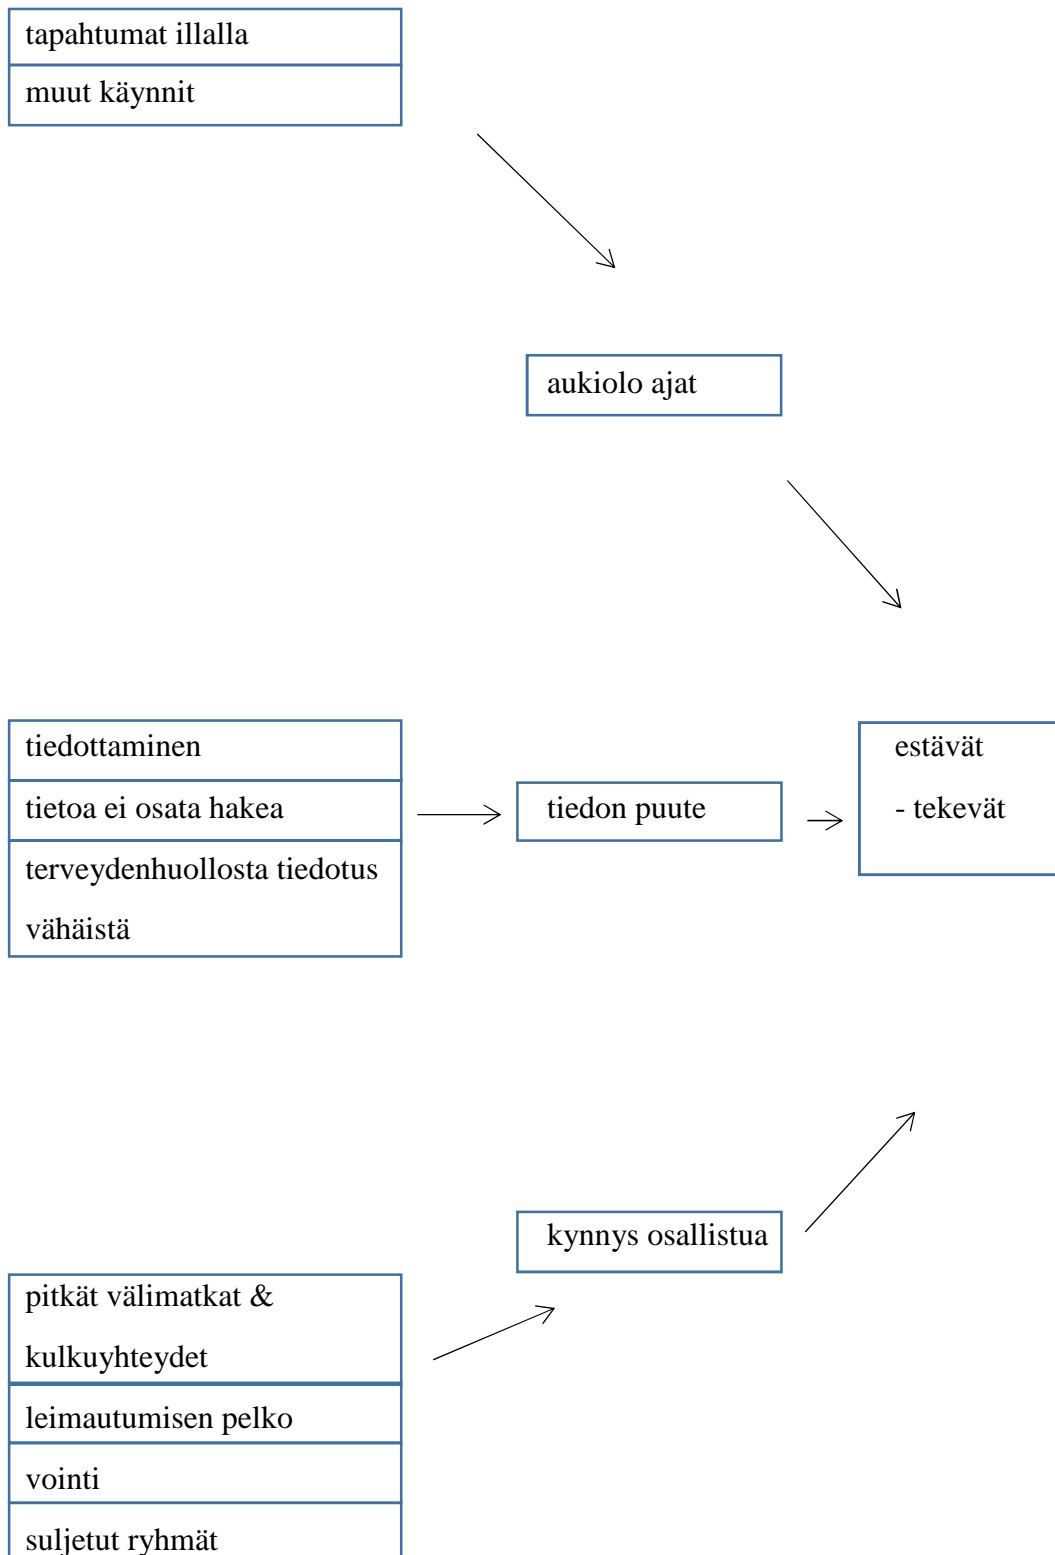 tapahtumat illalla
muut käynnit
aukiolo ajat
tiedottaminen
tietoa ei osata hakea
terveydenhuollosta tiedotus
vähäistä
tiedon puute
estävät
- tekevät
kynnys osallistua
pitkät välimatkat &
kulkuyhteydet
leimautumisen pelko
vointi
suljetut ryhmät